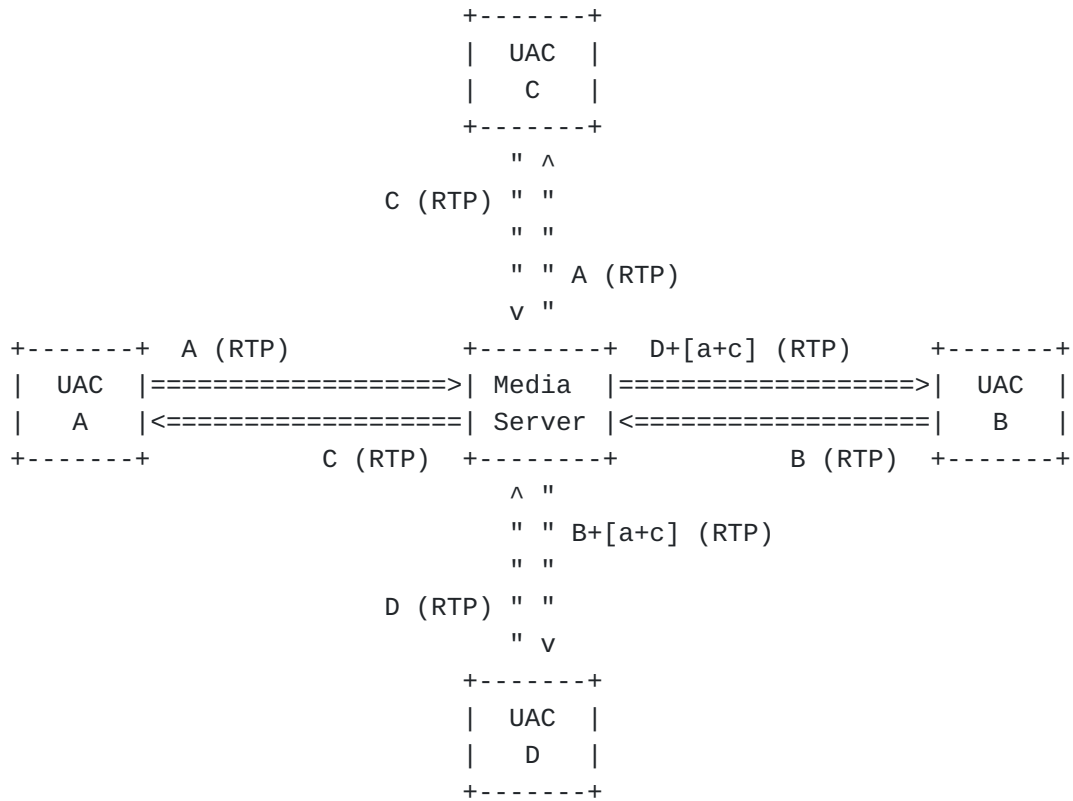 +-------+
                             |  UAC  |
                             |   C   |
                             +-------+
                                " ^
                        C (RTP) " "
                                " "
                                " " A (RTP)
                                v "
+-------+  A (RTP)           +--------+  D+[a+c] (RTP)     +-------+
|  UAC  |===================>| Media  |===================>|  UAC  |
|   A   |<===================| Server |<===================|   B   |
+-------+           C (RTP)  +--------+           B (RTP)  +-------+
                                ^ "
                                " " B+[a+c] (RTP)
                                " "
                        D (RTP) " "
                                " v
                             +-------+
                             |  UAC  |
                             |   D   |
                             +-------+